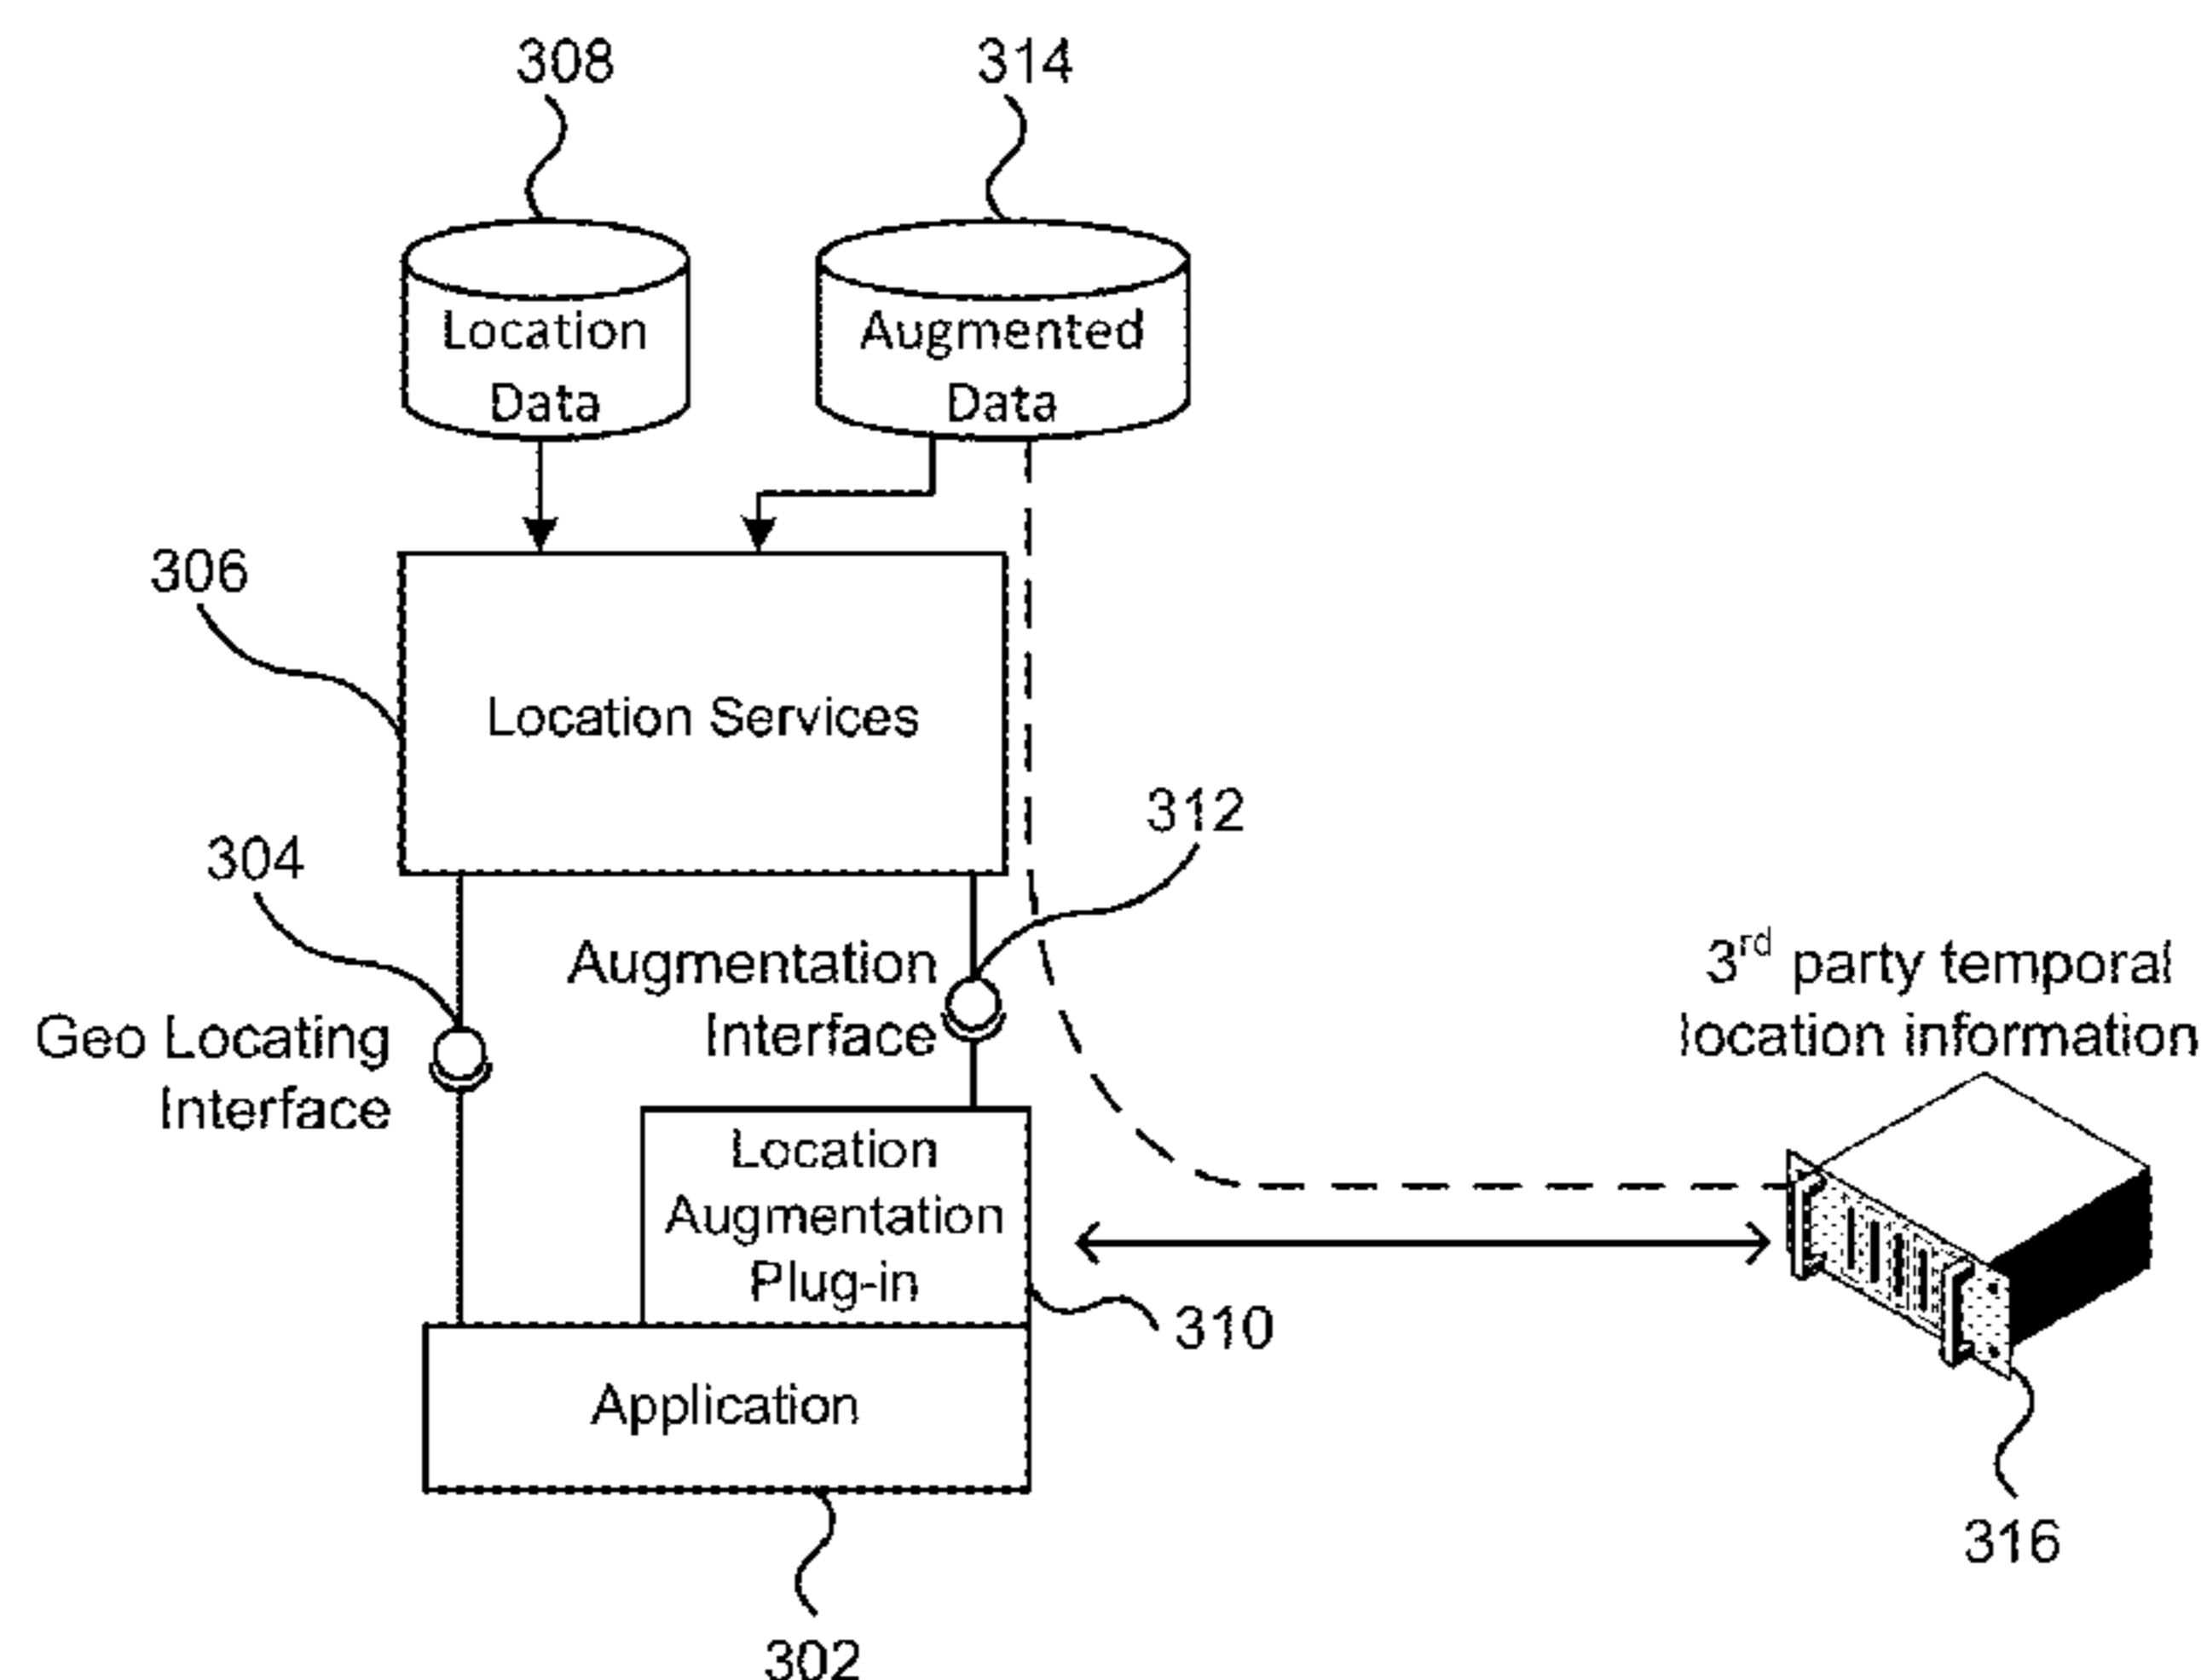 308
314
Location
Data
Augmented
Data
306
Location Services
312
304
Augmentation
Interface
Geo Locating
Interface
3rd party temporal
location information
Location
Augmentation
Plug-in
310
Application
316
302